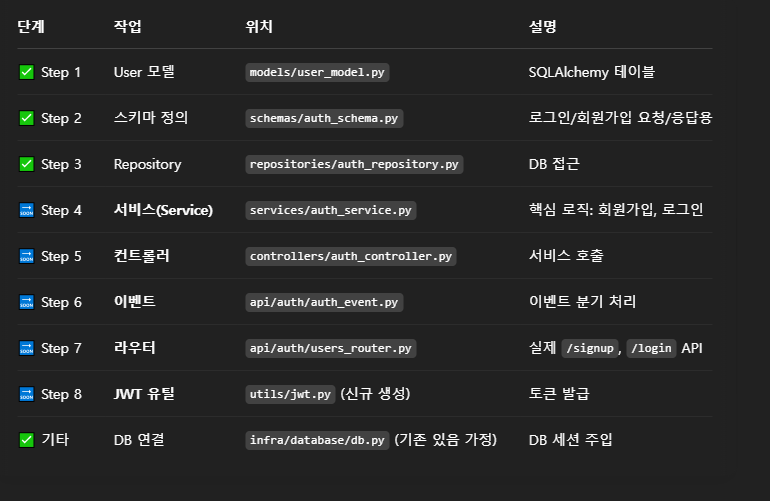 단계 작업 위치 설명
✅ Step 1 User 모델 models/user_model.py SQLAlchemy 테이블
✅ Step 2 스키마 정의 schemas/auth_schema.py 로그인/회원가입 요청/응답용
✅ Step 3 Repository repositories/auth_repository.py DB 접근
🔜 Step 4 서비스(Service) services/auth_service.py 핵심 로직: 회원가입, 로그인
🔜 Step 5 컨트롤러 controllers/auth_controller.py 서비스 호출
🔜 Step 6 이벤트 api/auth/auth_event.py 이벤트 분기 처리
🔜 Step 7 라우터 api/auth/users_router.py 실제 /signup, /login API
🔜 Step 8 JWT 유틸 utils/jwt.py (신규 생성) 토큰 발급
✅ 기타 DB 연결 infra/database/db.py (기존 있음 가정) DB 세션 주입